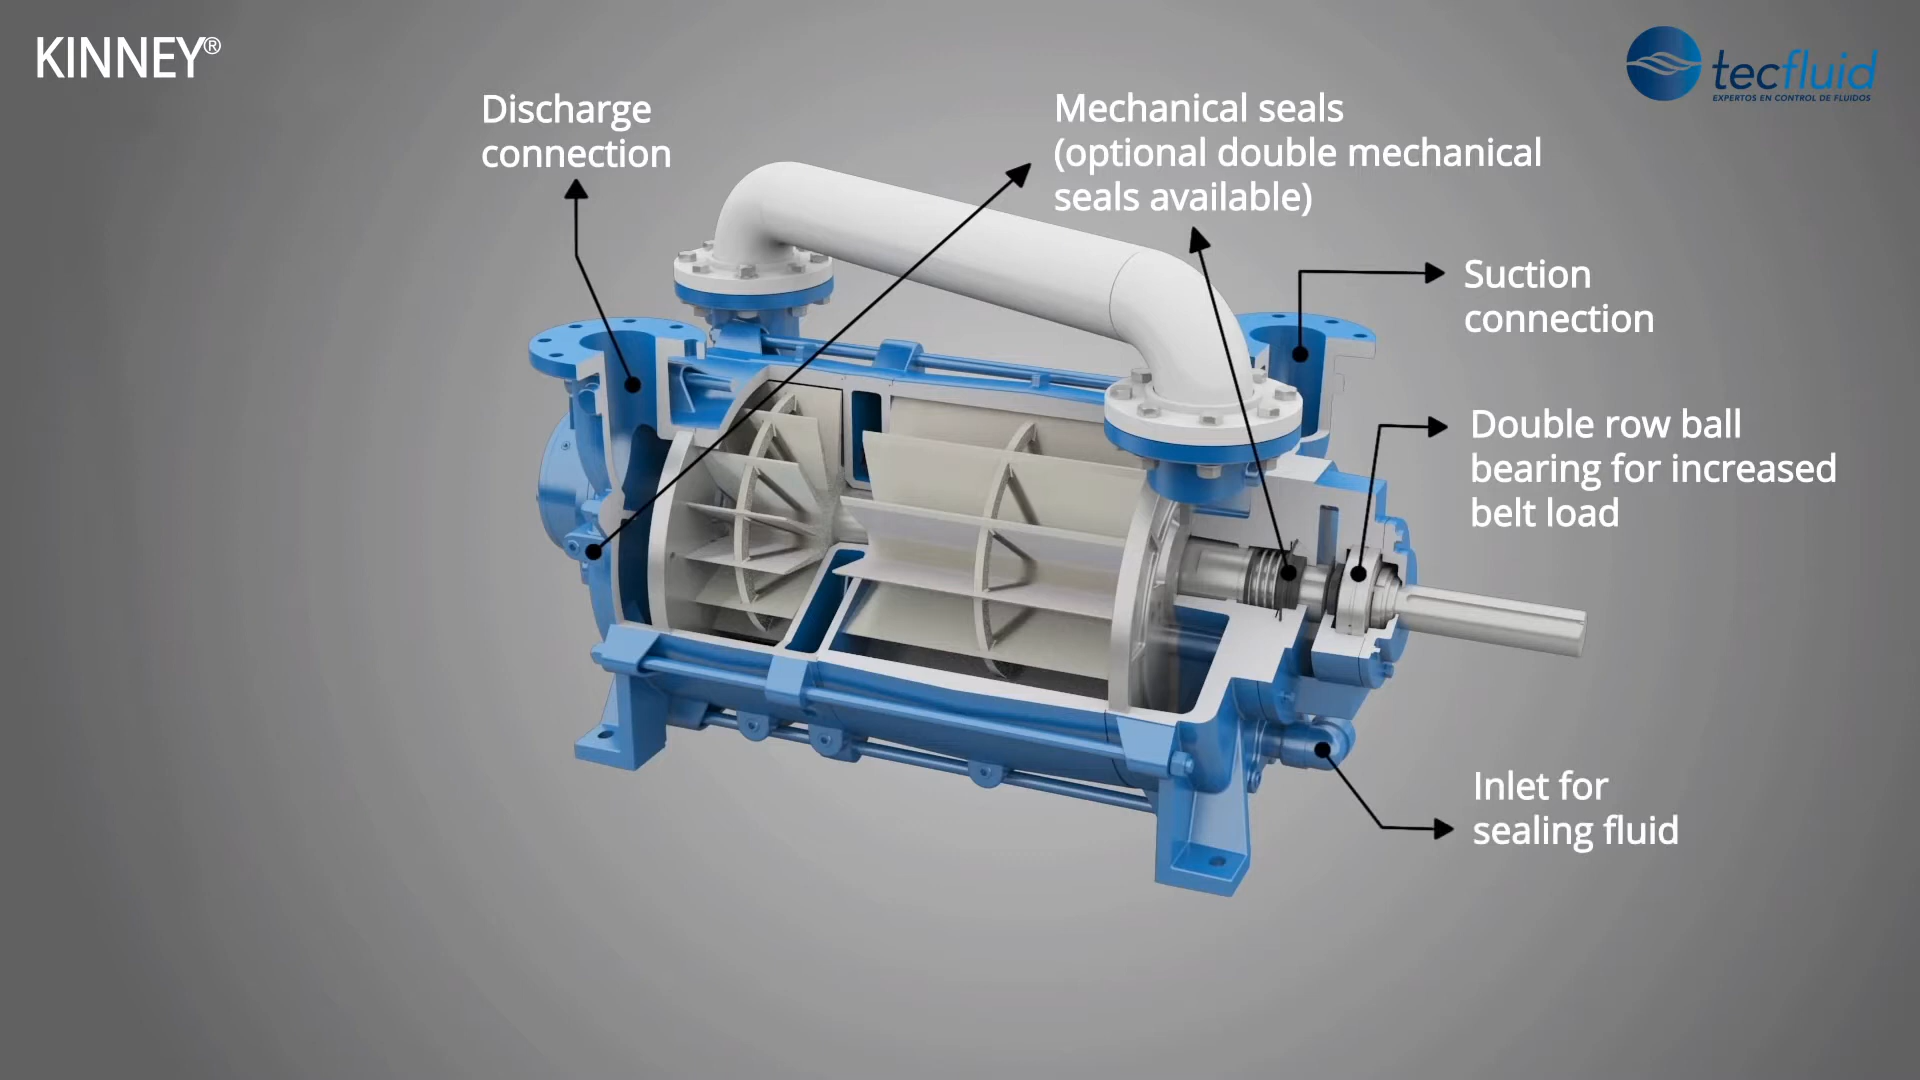 KINNEY®
tecfluid
EXPERTOS EN CONTROL DE FLUIDOS
Discharge
connection
Mechanical seals
(optional double mechanical
seals available)
Suction
connection
Double row ball
bearing for increased
belt load
Inlet for
sealing fluid